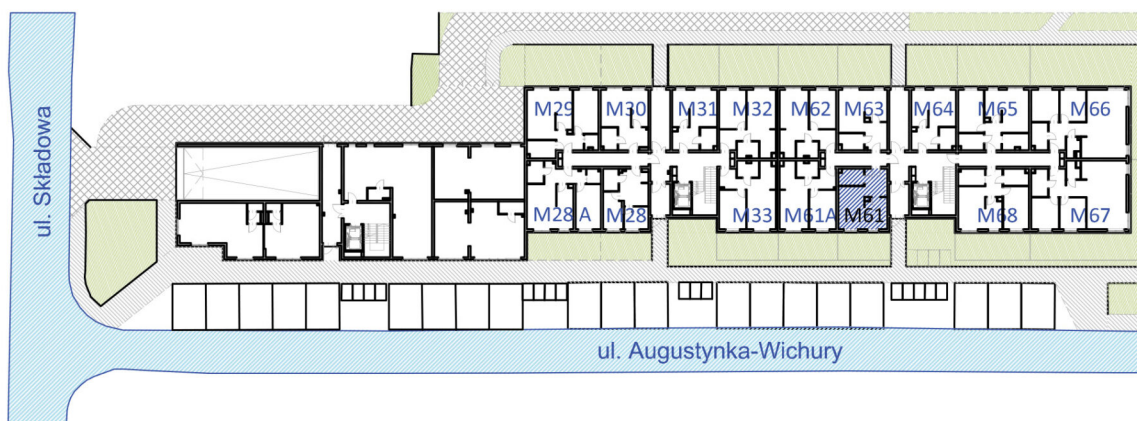 ul. Składowa
M29
M30
M31
M32
M62
M63
M64
M65
M66
M28 A
M28
M33
M61A
M61
M68
M67
ul. Augustynka-Wichury